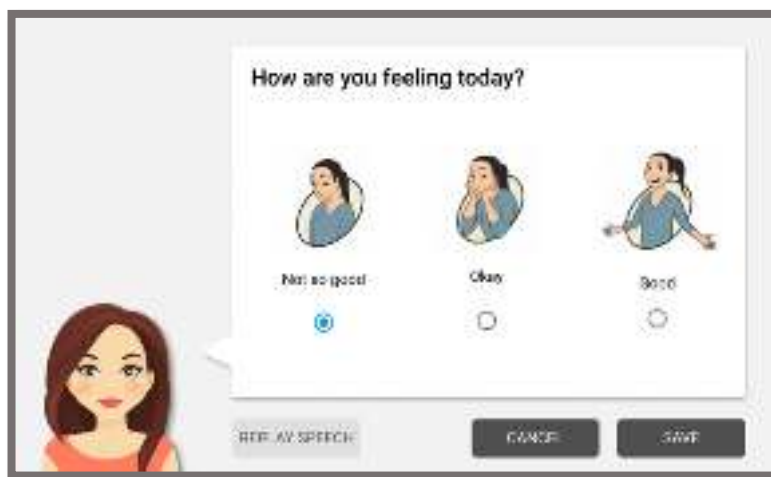 How are you feeling today?
Not so good
Okay
Good
REPLAY SPEECH
CANCEL
SAVE